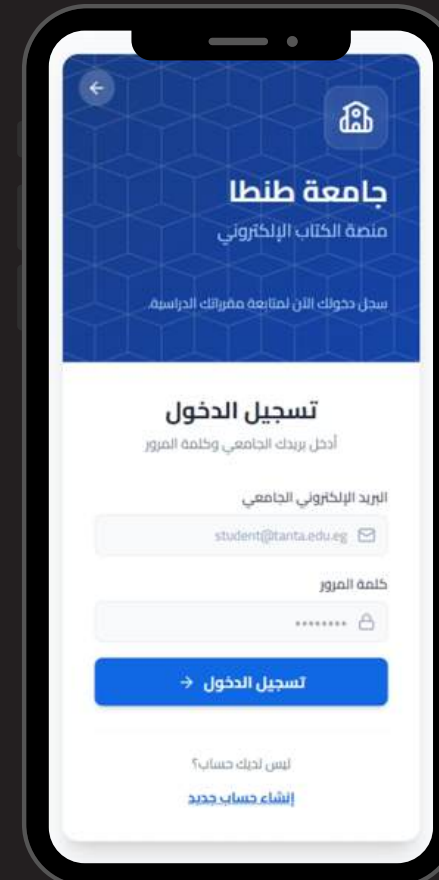 جامعة طنطا
منصة الكتاب الإلكتروني
سجل دخولك الآن لمتابعة مقرراتك الدراسية.
تسجيل الدخول
أدخل بريدك الجامعي وكلمة المرور
البريد الإلكتروني الجامعي
student@tanta.edu.eg
كلمة المرور
••••••••
تسجيل الدخول ←
ليس لديك حساب؟
إنشاء حساب جديد